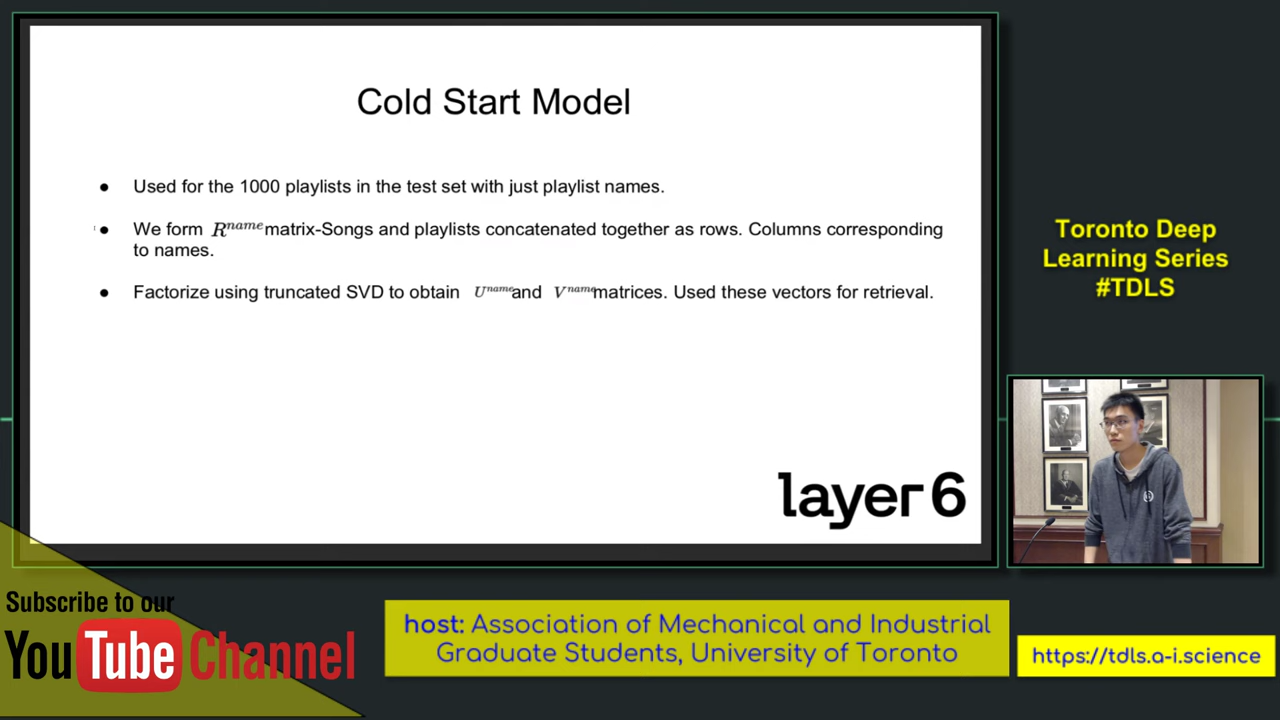 Cold Start Model
● Used for the 1000 playlists in the test set with just playlist names.
● We form R^name matrix-Songs and playlists concatenated together as rows. Columns corresponding
to names.
● Factorize using truncated SVD to obtain U^name and V^name matrices. Used these vectors for retrieval.
layer 6
Toronto Deep
Learning Series
#TDLS
Subscribe to our
YouTube Channel
host: Association of Mechanical and Industrial
Graduate Students, University of Toronto
https://tdls.a-i.science